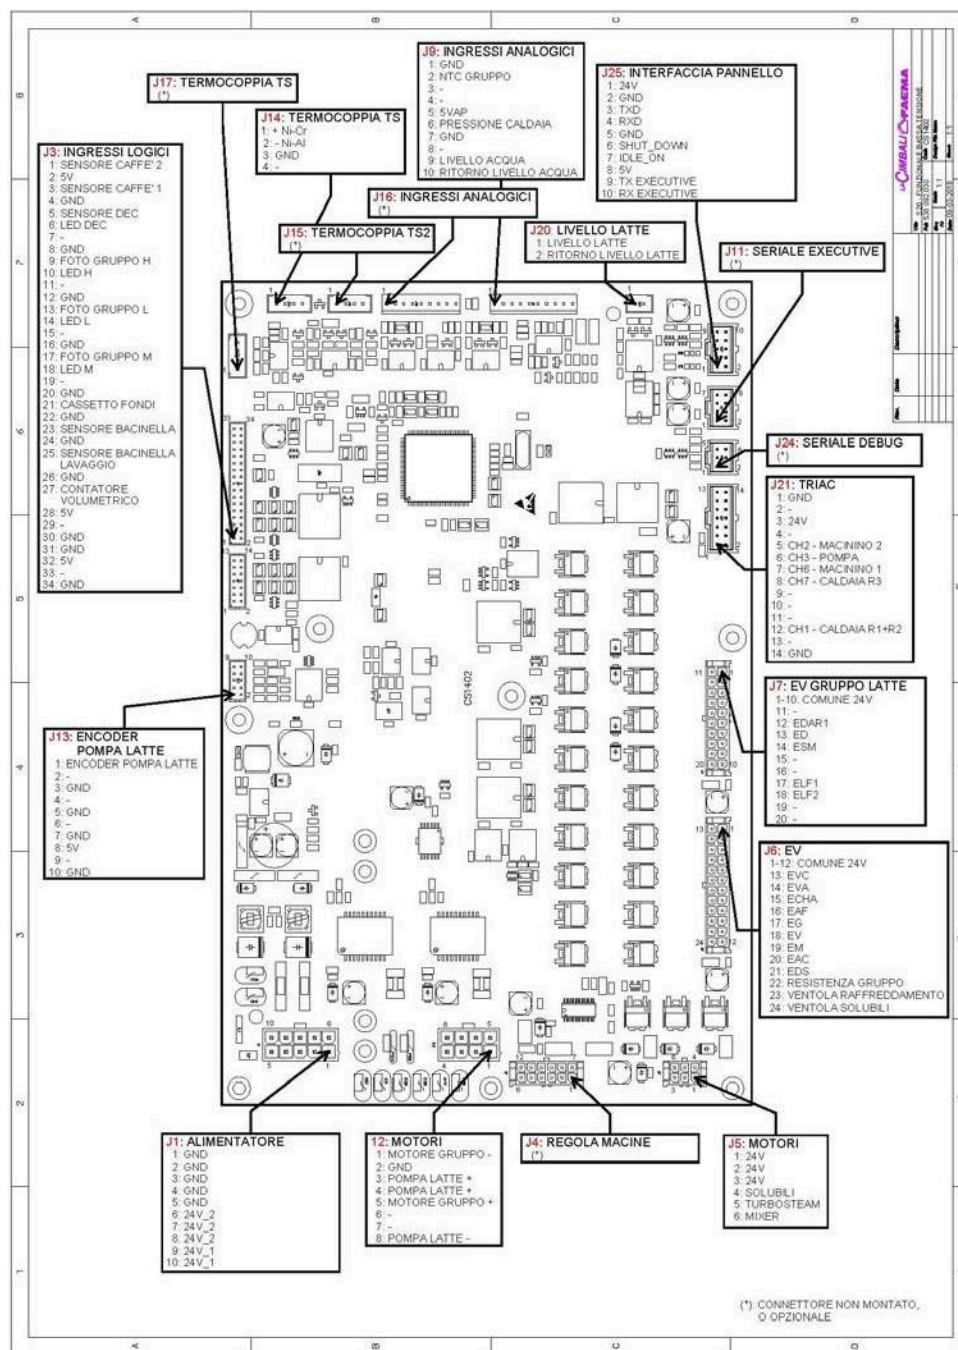 J17: TERMOCOPPIA TS
(*)
J14: TERMOCOPPIA TS
1: + Ni-Cr
2: - Ni-Al
3: GND
4: -
J9: INGRESSI ANALOGICI
1: GND
2: NTC GRUPPO
3: -
4: -
5: 5VAP
6: PRESSIONE CALDAIA
7: GND
8: -
9: LIVELLO ACQUA
10: RITORNO LIVELLO ACQUA
J25: INTERFACCIA PANNELLO
1: 24V
2: GND
3: TXD
4: RXD
5: GND
6: SHUT_DOWN
7: IDLE_ON
8: 5V
9: TX EXECUTIVE
10: RX EXECUTIVE
J16: INGRESSI ANALOGICI
(*)
J15: TERMOCOPPIA TS2
(*)
J20: LIVELLO LATTE
1: LIVELLO LATTE
2: RITORNO LIVELLO LATTE
J11: SERIALE EXECUTIVE
(*)
J3: INGRESSI LOGICI
1: SENSORE CAFFE' 2
2: 5V
3: SENSORE CAFFE' 1
4: GND
5: SENSORE DEC
6: LED DEC
7: -
8: GND
9: FOTO GRUPPO H
10: LED H
11: -
12: GND
13: FOTO GRUPPO L
14: LED L
15: -
16: GND
17: FOTO GRUPPO M
18: LED M
19: -
20: GND
21: CASSETTO FONDI
22: GND
23: SENSORE BACINELLA
24: GND
25: SENSORE BACINELLA
LAVAGGIO
26: GND
27: CONTATORE
VOLUMETRICO
28: 5V
29: -
30: GND
31: GND
32: 5V
33: -
34: GND
J24: SERIALE DEBUG
(*)
J21: TRIAC
1: GND
2: -
3: 24V
4: -
5: CH2 - MACININO 2
6: CH3 - POMPA
7: CH6 - MACININO 1
8: CH7 - CALDAIA R3
9: -
10: -
11: -
12: CH1 - CALDAIA R1+R2
13: -
14: GND
J7: EV GRUPPO LATTE
1-10: COMUNE 24V
11: -
12: EDAR1
13: ED
14: ESM
15: -
16: -
17: ELF1
18: ELF2
19: -
20: -
J13: ENCODER
POMPA LATTE
1: ENCODER POMPA LATTE
2: -
3: GND
4: -
5: GND
6: -
7: GND
8: 5V
9: -
10: GND
J6: EV
1-12: COMUNE 24V
13: EVC
14: EVA
15: ECHA
16: EAF
17: EG
18: EV
19: EM
20: EAC
21: EDS
22: RESISTENZA GRUPPO
23: VENTOLA RAFFREDDAMENTO
24: VENTOLA SOLUBILI
CS1402
J1: ALIMENTATORE
1: GND
2: GND
3: GND
4: GND
5: GND
6: 24V_2
7: 24V_2
8: 24V_2
9: 24V_1
10: 24V_1
12: MOTORI
1: MOTORE GRUPPO -
2: GND
3: POMPA LATTE +
4: POMPA LATTE +
5: MOTORE GRUPPO +
6: -
7: -
8: POMPA LATTE -
J4: REGOLA MACINE
(*)
J5: MOTORI
1: 24V
2: 24V
3: 24V
4: SOLUBILI
5: TURBOSTEAM
6: MIXER
(*): CONNETTORE NON MONTATO,
O OPZIONALE
LA CIMBALI FAEMA